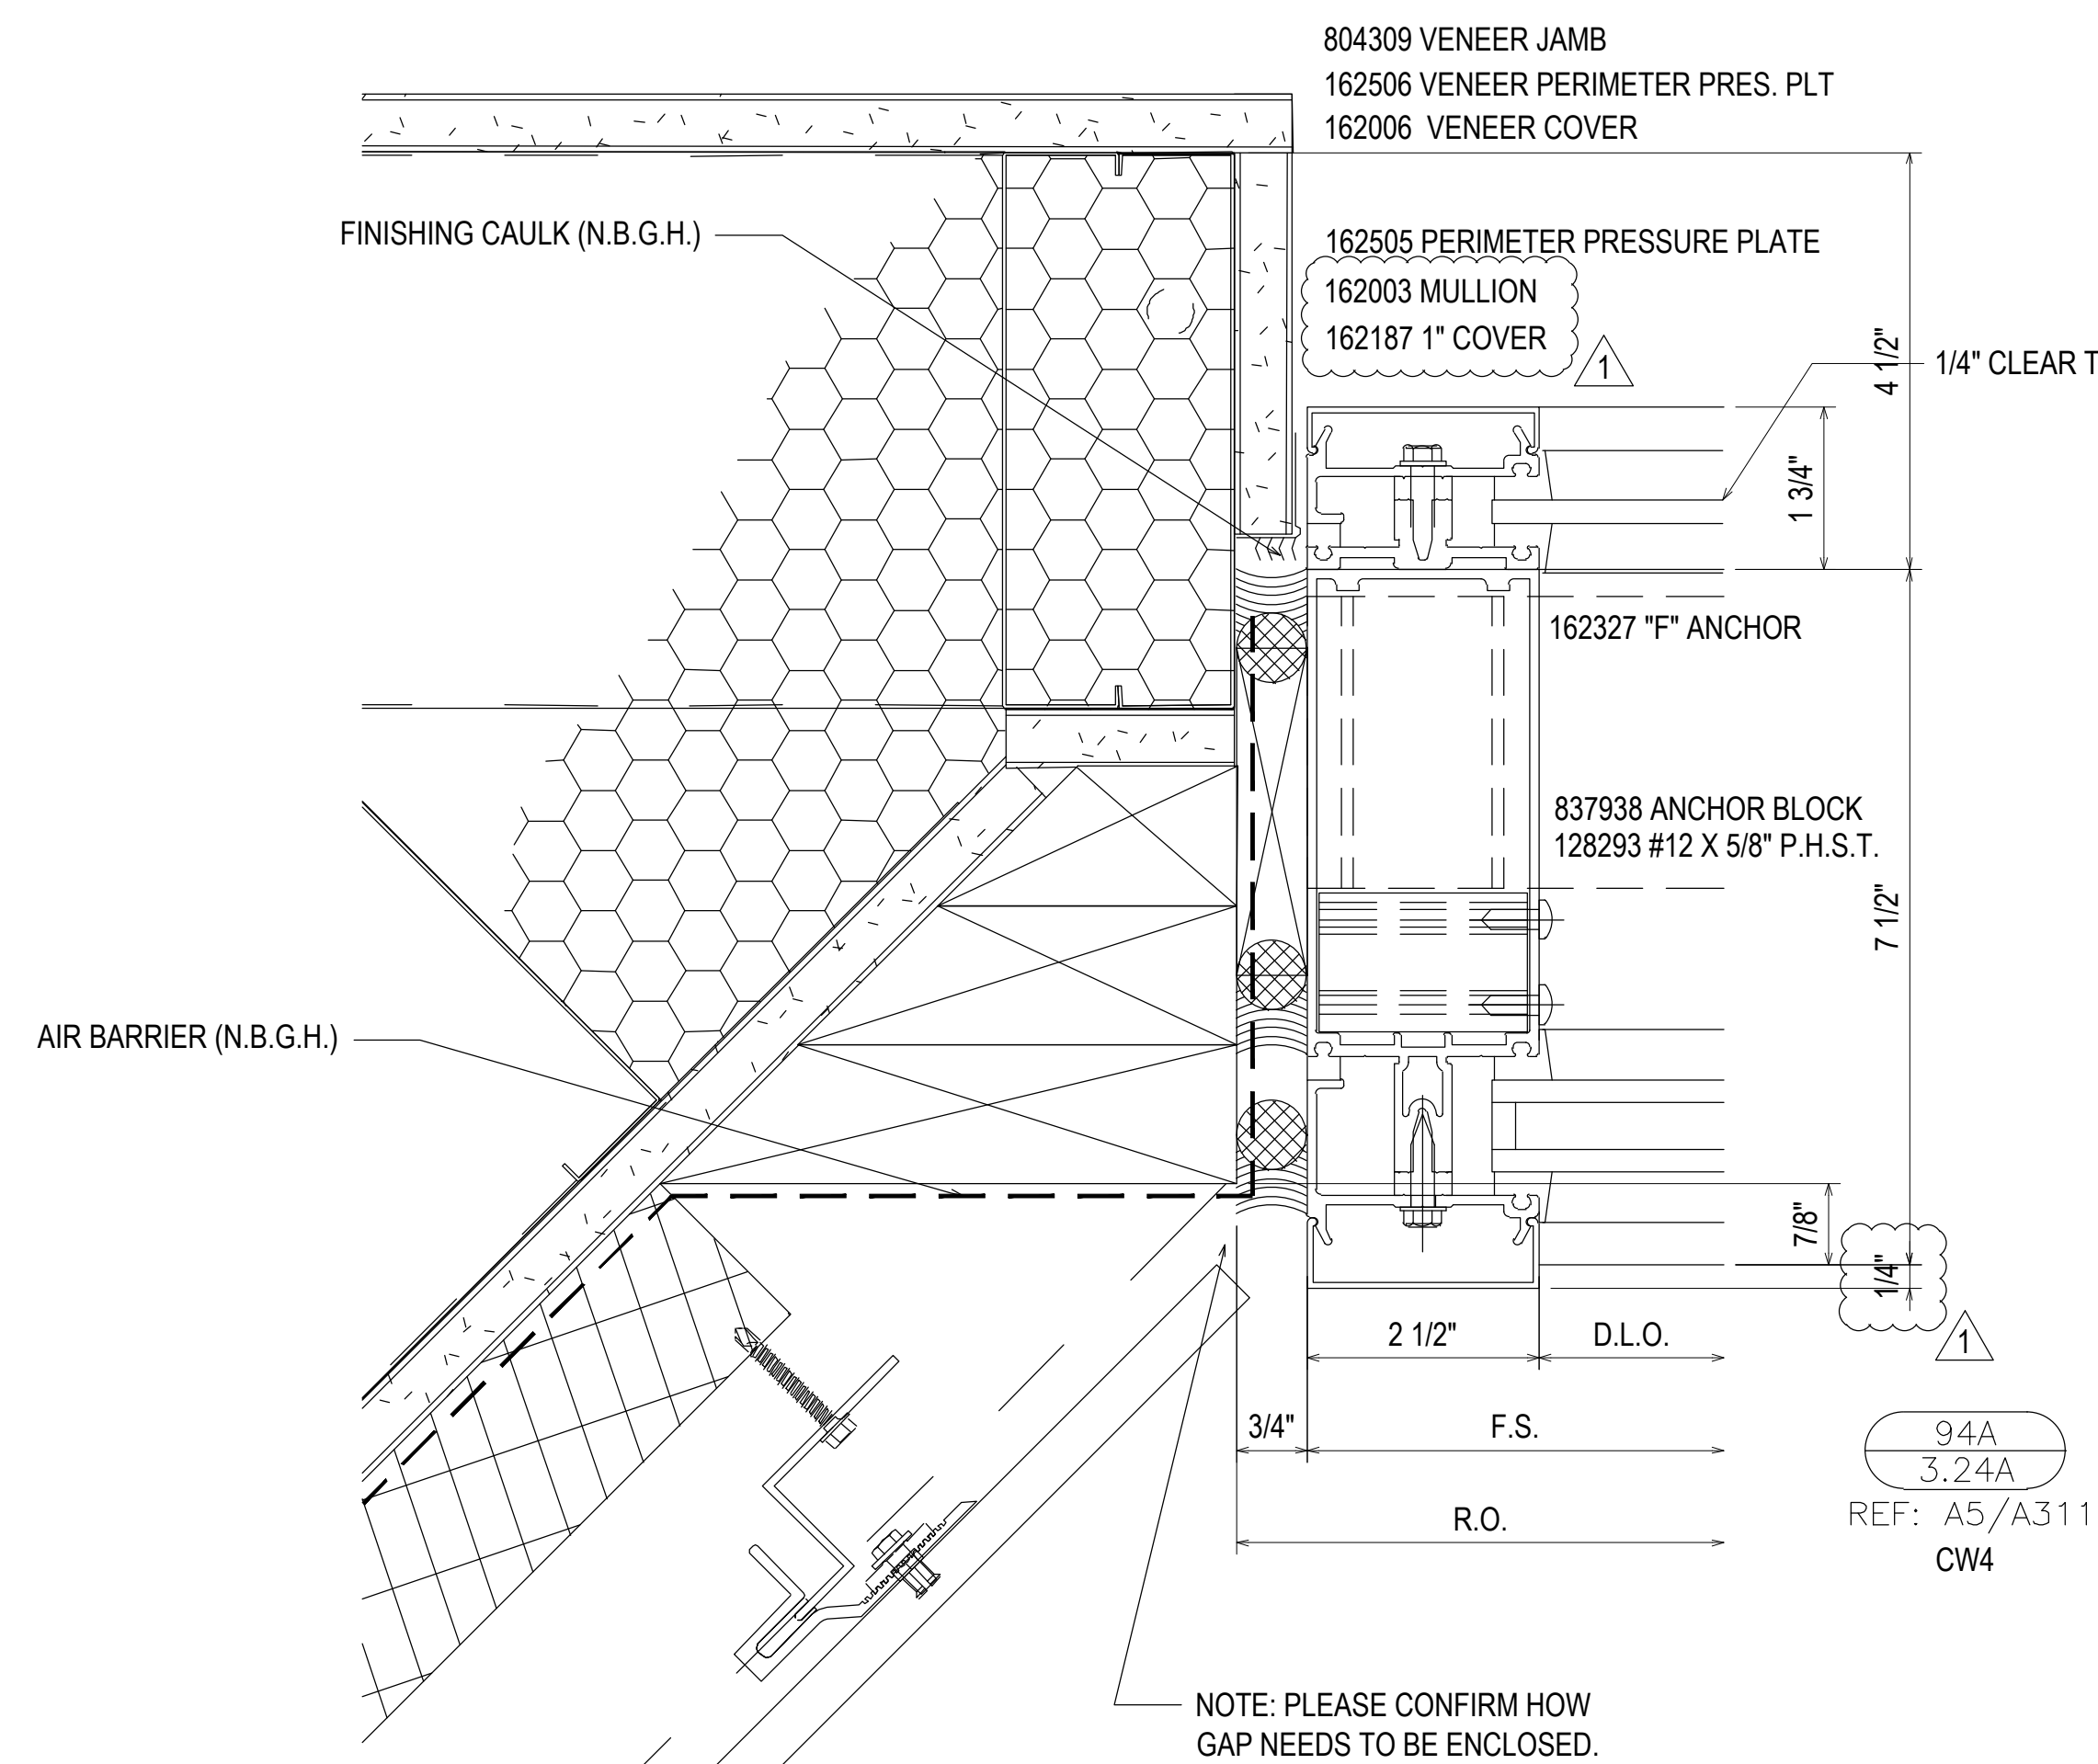 804309 VENEER JAMB
162506 VENEER PERIMETER PRES. PLT
162006 VENEER COVER
FINISHING CAULK (N.B.G.H.)
162505 PERIMETER PRESSURE PLATE
162003 MULLION
162187 1" COVER
1
4 1/2"
1/4" CLEAR T
1 3/4"
162327 "F" ANCHOR
837938 ANCHOR BLOCK
128293 #12 X 5/8" P.H.S.T.
7 1/2"
AIR BARRIER (N.B.G.H.)
7/8"
1/4"
1
2 1/2"
D.L.O.
3/4"
F.S.
94A
3.24A
REF: A5/A311
CW4
R.O.
NOTE: PLEASE CONFIRM HOW
GAP NEEDS TO BE ENCLOSED.